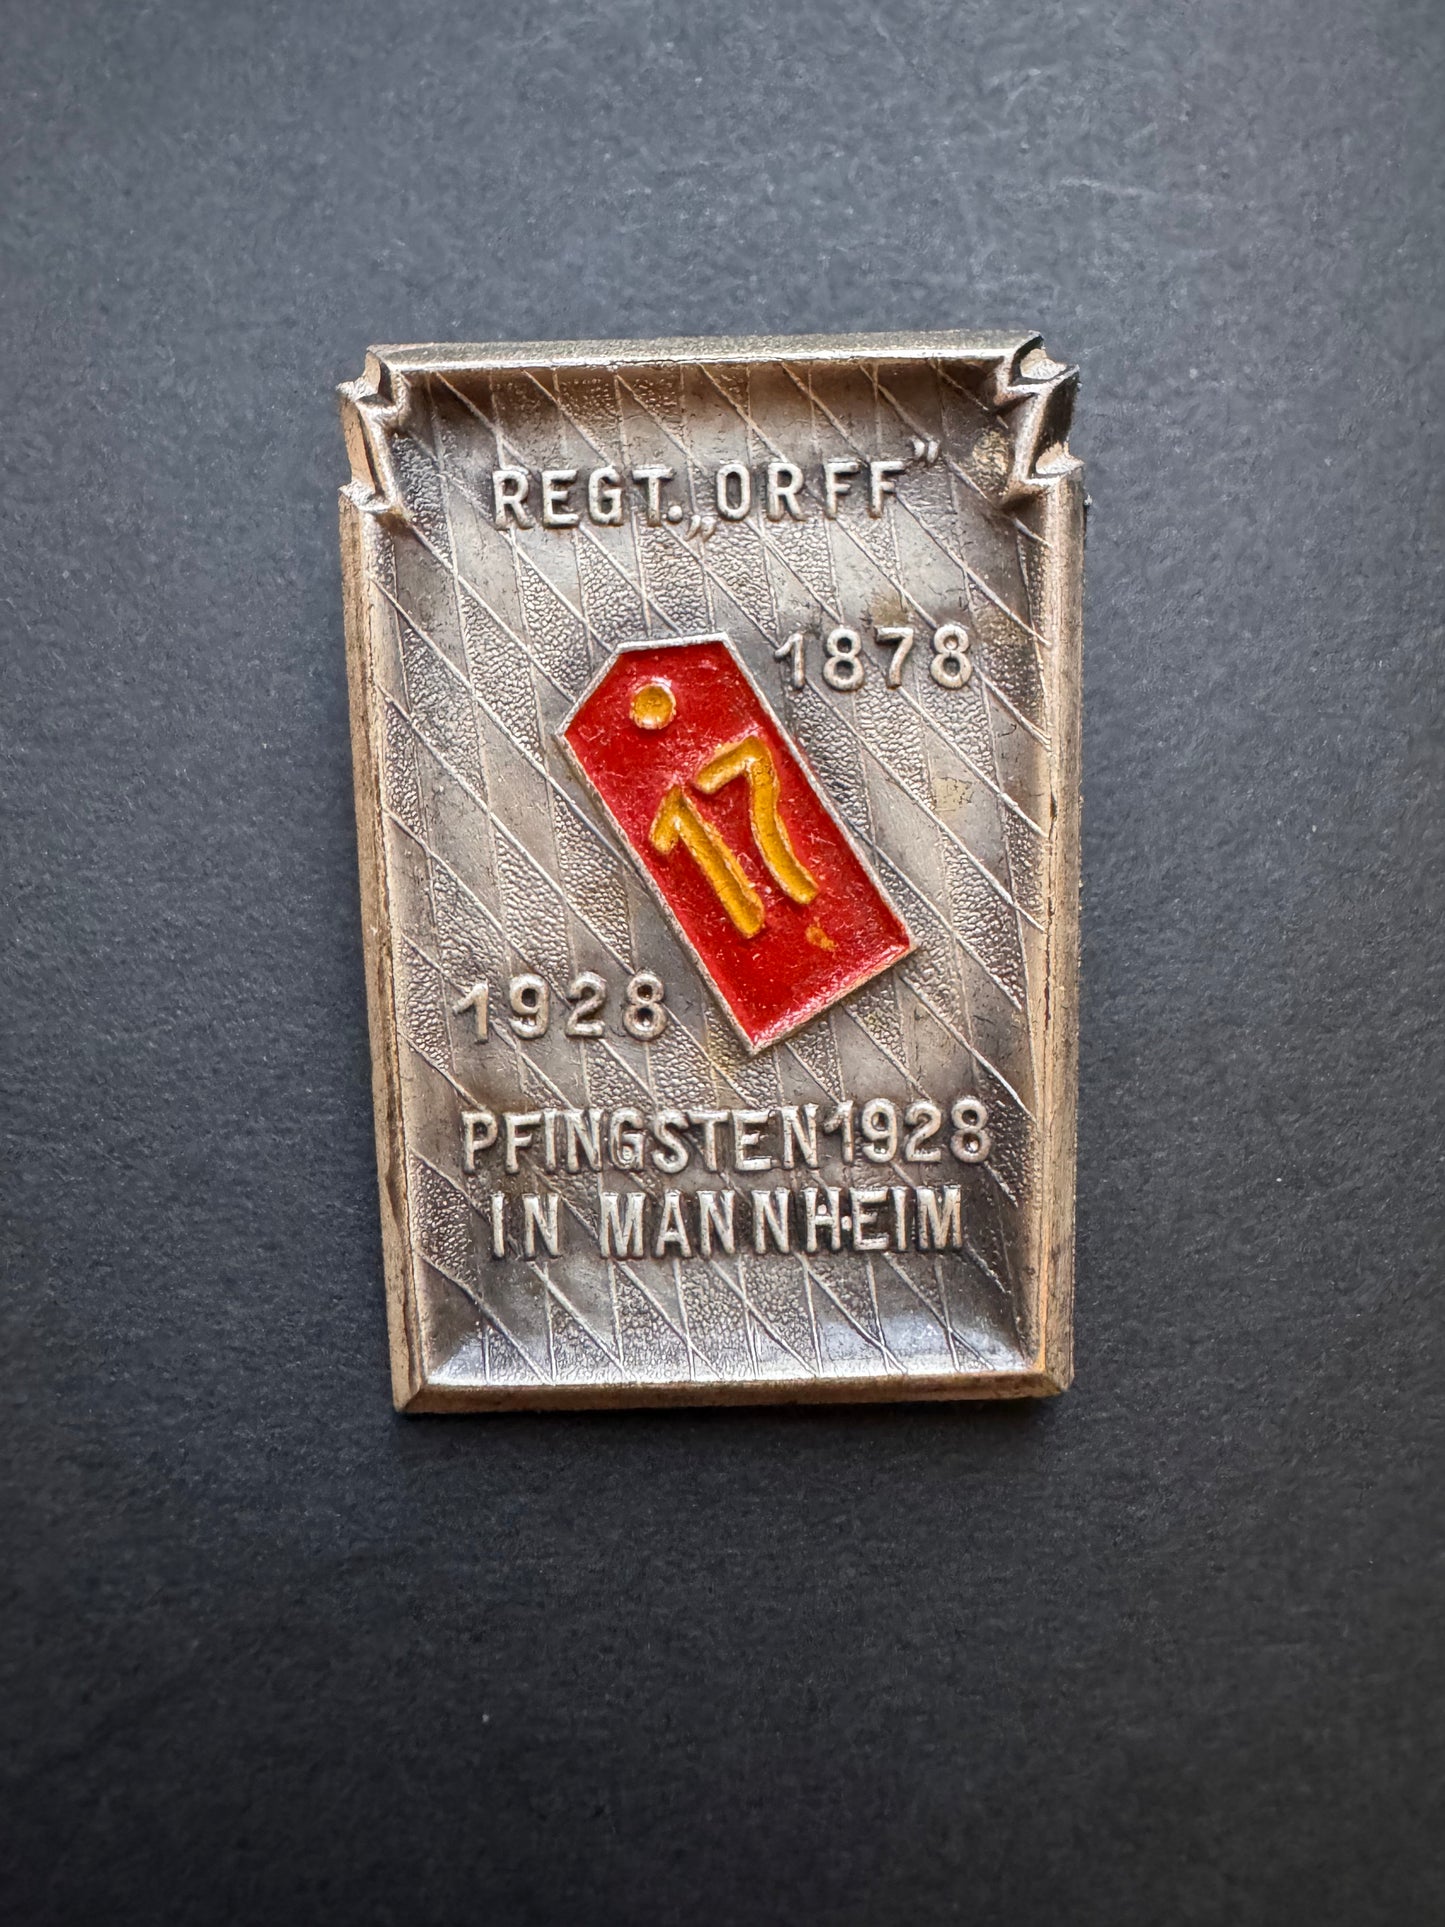 REGT. „ORFF”
1878
17.
1928
PFINGSTEN 1928
IN MANNHEIM